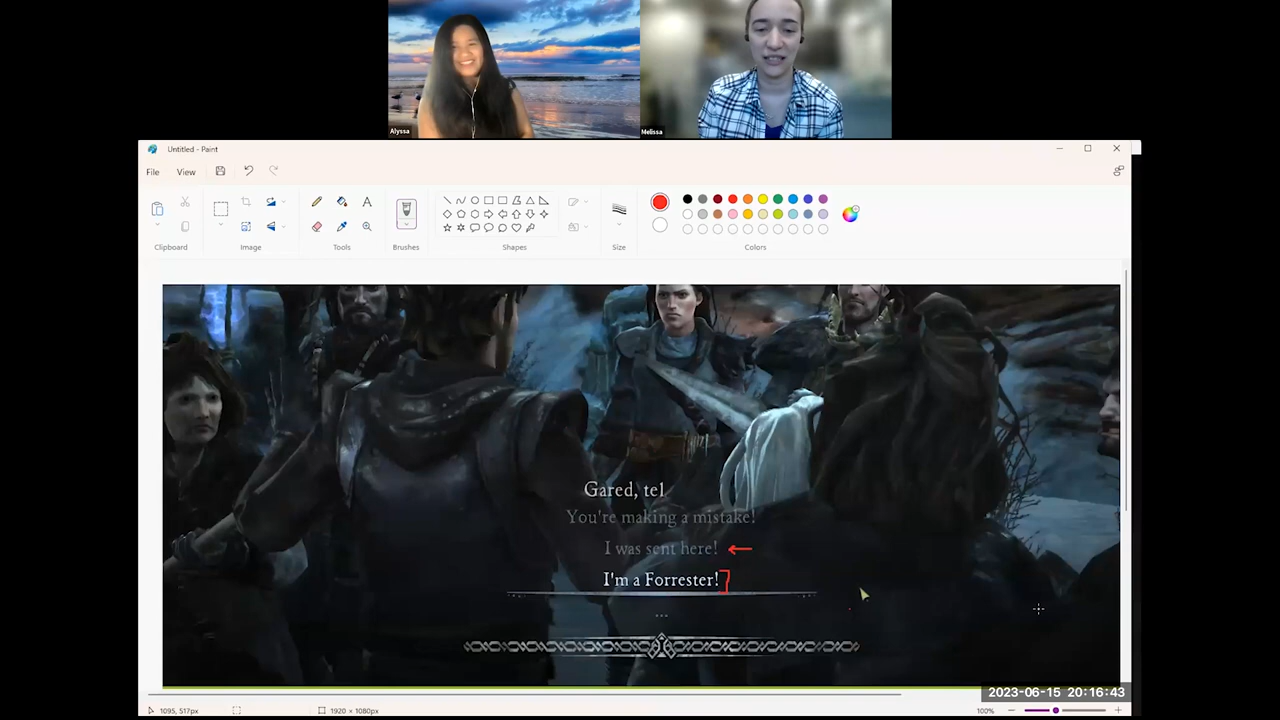 Alyssa
Melissa
Untitled - Paint
File
View
Clipboard
Image
Tools
Brushes
Shapes
Size
Colors
Gared, tel
You're making a mistake!
I was sent here!
I'm a Forrester!
...
2023-06-15 20:16:43
1095, 517px
1920 × 1080px
100%